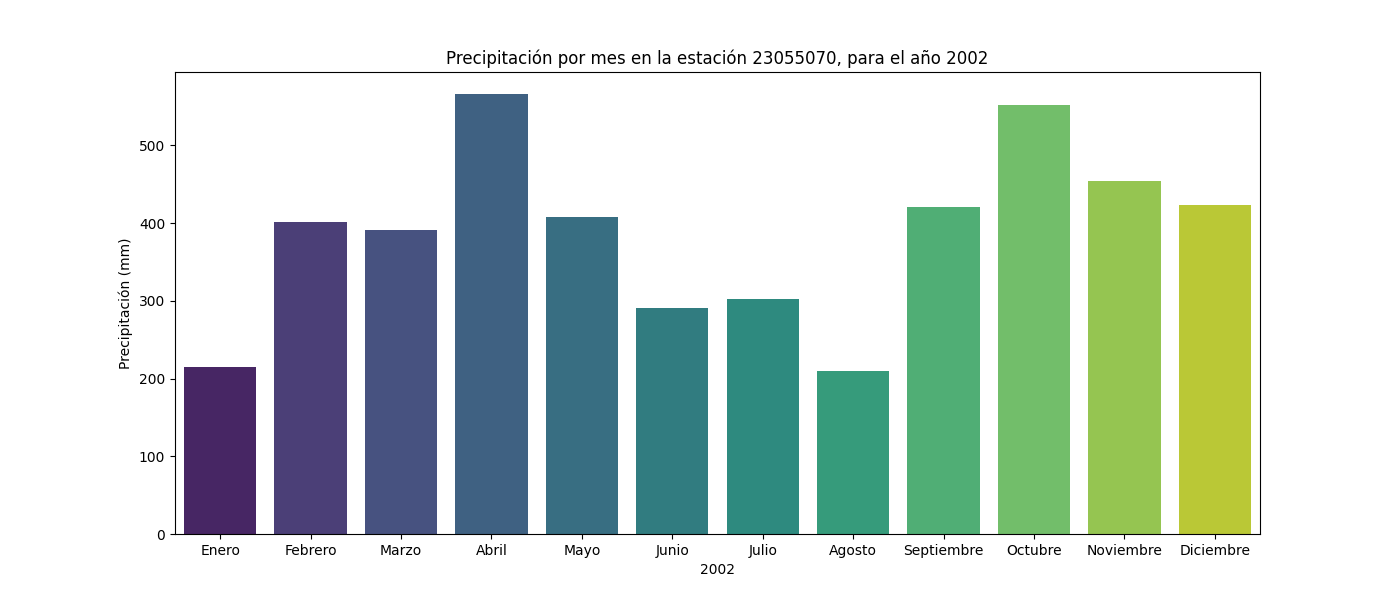 Precipitación por mes en la estación 23055070, para el año 2002
Precipitación (mm)
500
400
300
200
100
0
Enero Febrero Marzo Abril Mayo Junio Julio Agosto Septiembre Octubre Noviembre Diciembre
2002